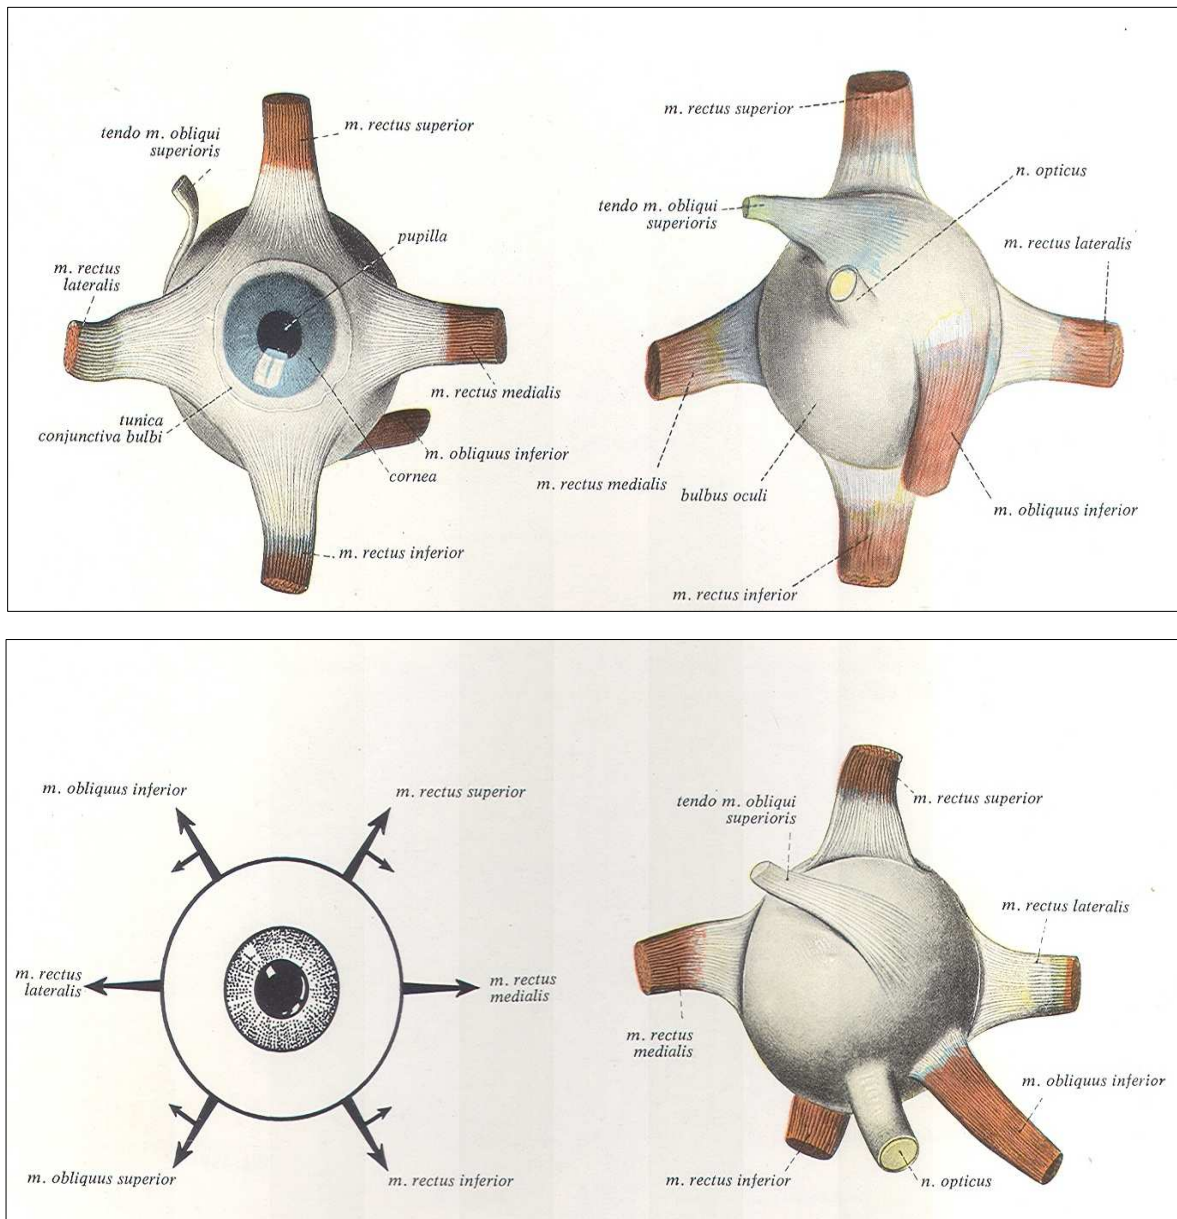 tendo m. obliqui
superioris
m. rectus superior
pupilla
m. rectus
lateralis
m. rectus medialis
tunica
conjunctiva bulbi
m. obliquus inferior
cornea
m. rectus inferior
m. rectus superior
n. opticus
tendo m. obliqui
superioris
m. rectus lateralis
m. rectus medialis
bulbus oculi
m. obliquus inferior
m. rectus inferior
m. obliquus inferior
m. rectus superior
m. rectus
lateralis
m. rectus
medialis
m. obliquus superior
m. rectus inferior
tendo m. obliqui
superioris
m. rectus superior
m. rectus lateralis
m. rectus
medialis
m. obliquus inferior
m. rectus inferior
n. opticus